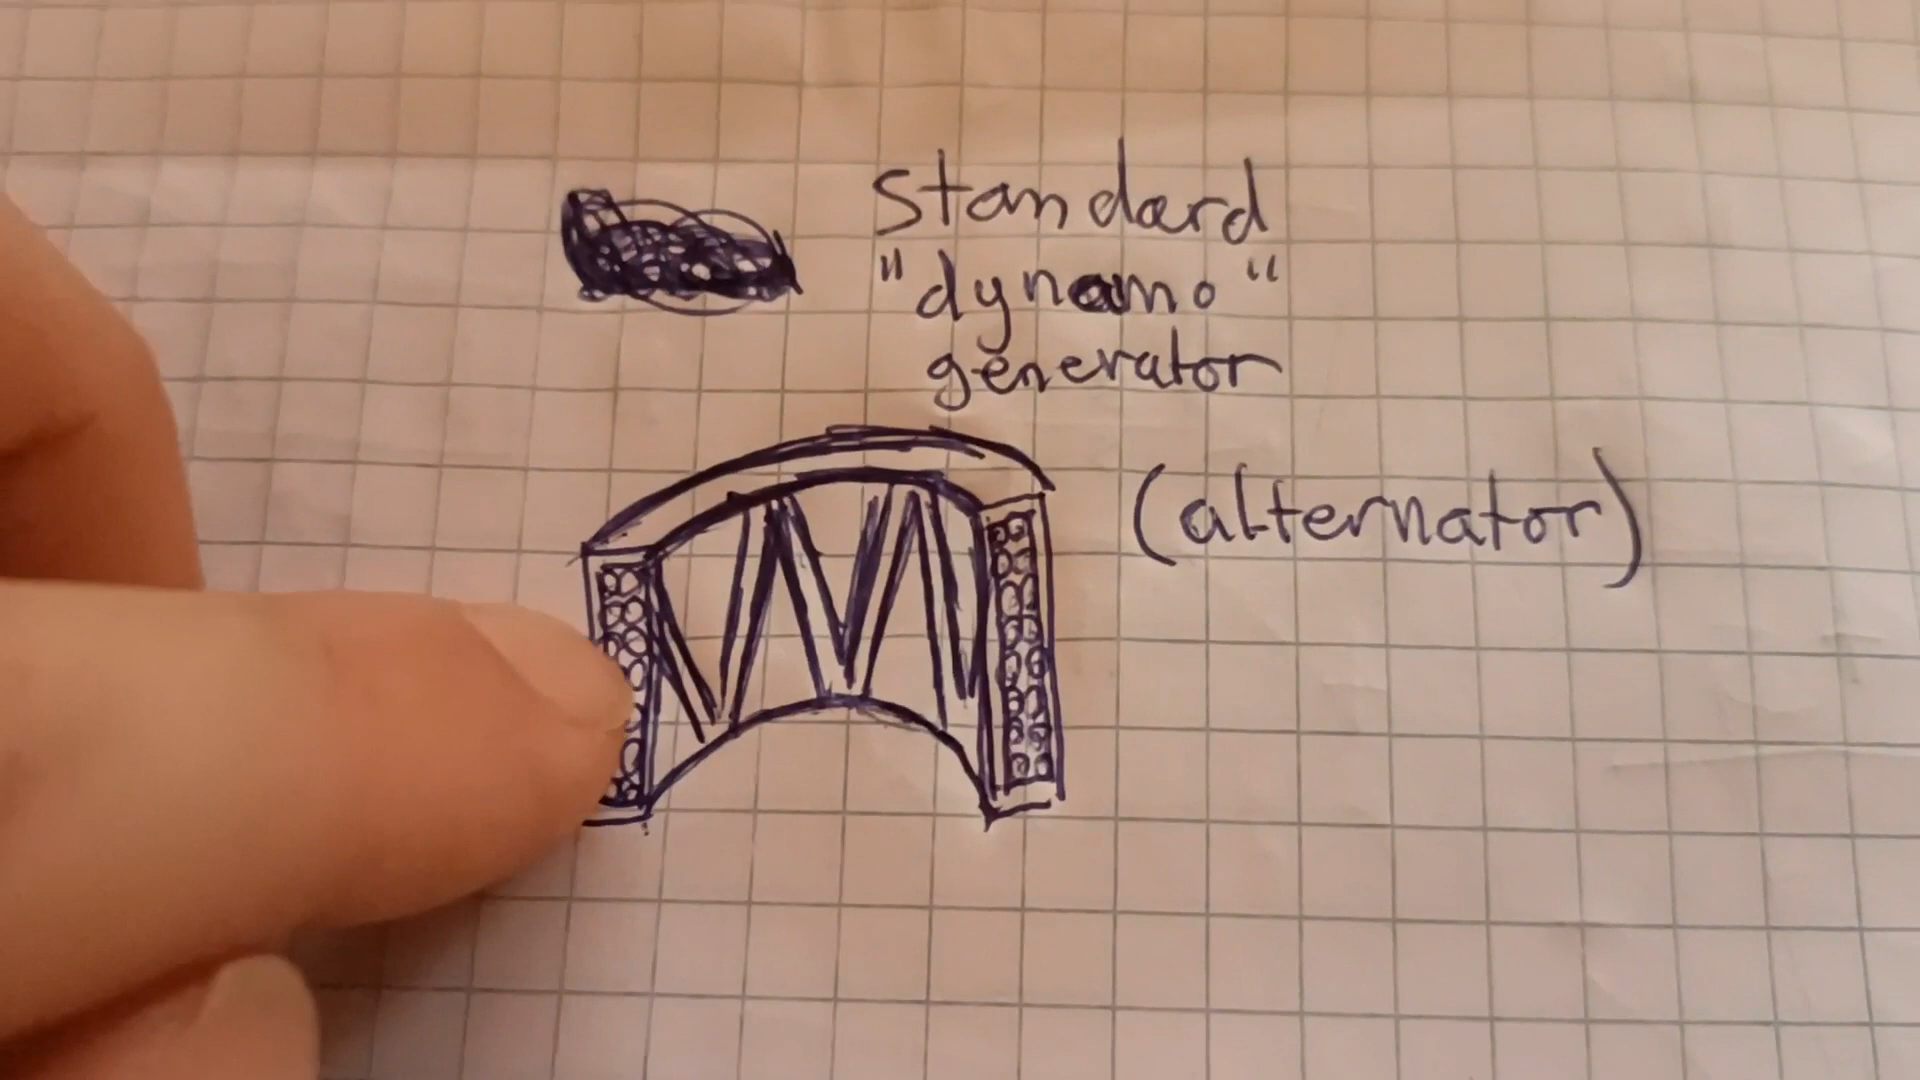 standard
"dynamo"
generator
(alternator)